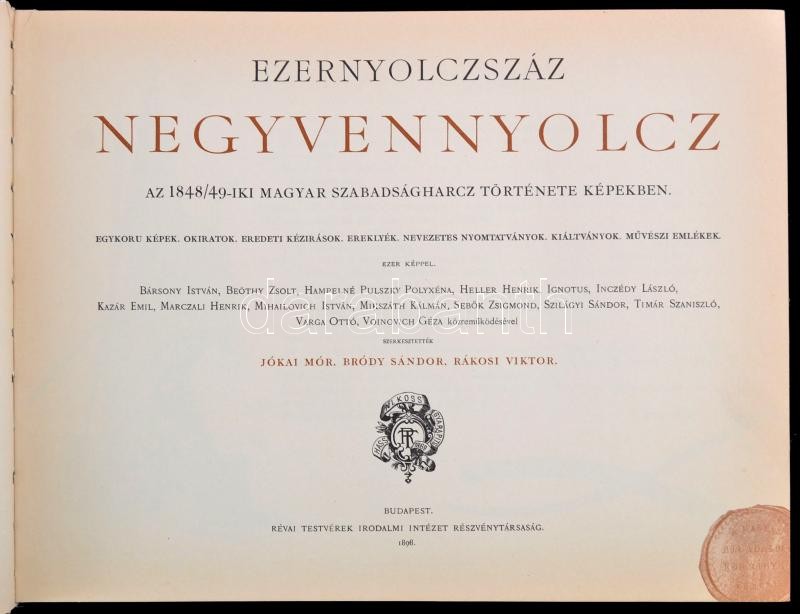 EZERNYOLCZSZÁZ
NEGYVENNYOLCZ
AZ 1848/49-IKI MAGYAR SZABADSÁGHARCZ TÖRTÉNETE KÉPEKBEN.
EGYKORU KÉPEK. OKIRATOK. EREDETI KÉZIRÁSOK. EREKLYÉK. NEVEZETES NYOMTATVÁNYOK. KIÁLTVÁNYOK. MŰVÉSZI EMLÉKEK.
EZER KÉPPEL.
BÁRSONY ISTVÁN, BEÖTHY ZSOLT, HAMPELNÉ PULSZKY POLYXÉNA, HELLER HENRIK, IGNOTUS, INCZÉDY LÁSZLÓ,
KAZÁR EMIL, MARCZALI HENRIK, MIHAILOVICH ISTVÁN, MIKSZÁTH KÁLMÁN, SEBŐK ZSIGMOND, SZILÁGYI SÁNDOR, TIMÁR SZANISZLÓ,
VARGA OTTÓ, VOINOVICH GÉZA közremüködésével
darabanth
SZERKESZTETTÉK
JÓKAI MÓR. BRÓDY SÁNDOR. RÁKOSI VIKTOR.
BUDAPEST.
RÉVAI TESTVÉREK IRODALMI INTÉZET RÉSZVÉNYTÁRSASÁG.
1898.